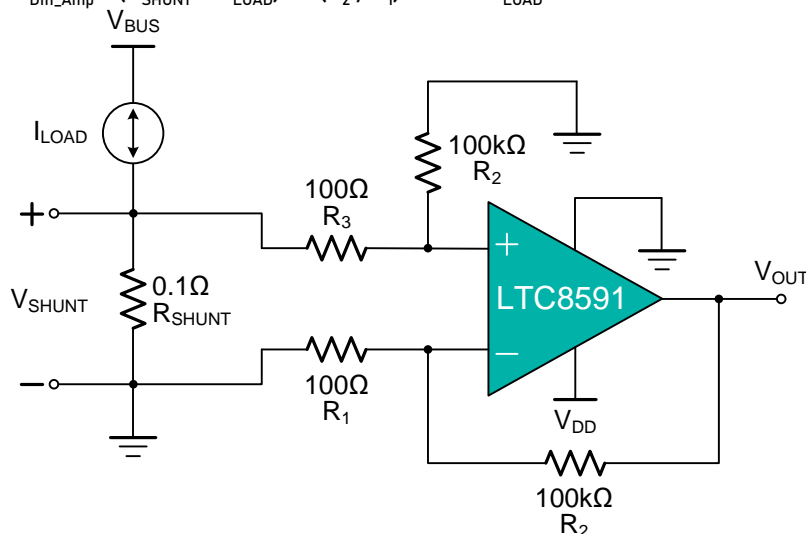 V_BUS
I_LOAD
100kΩ
R_2
100Ω
R_3
+
+
V_SHUNT
0.1Ω
R_SHUNT
LTC8591
V_OUT
–
–
100Ω
R_1
V_DD
100kΩ
R_2